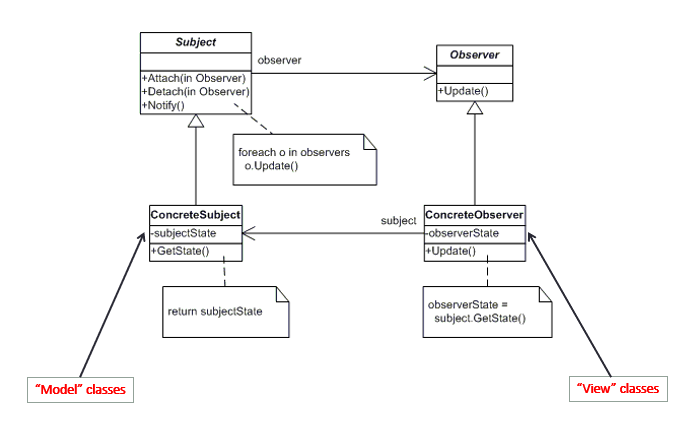 Subject
+Attach(in Observer)
+Detach(in Observer)
+Notify()
observer
Observer
+Update()
foreach o in observers
o.Update()
ConcreteSubject
-subjectState
+GetState()
subject
ConcreteObserver
-observerState
+Update()
return subjectState
observerState =
subject.GetState()
“Model” classes
“View” classes